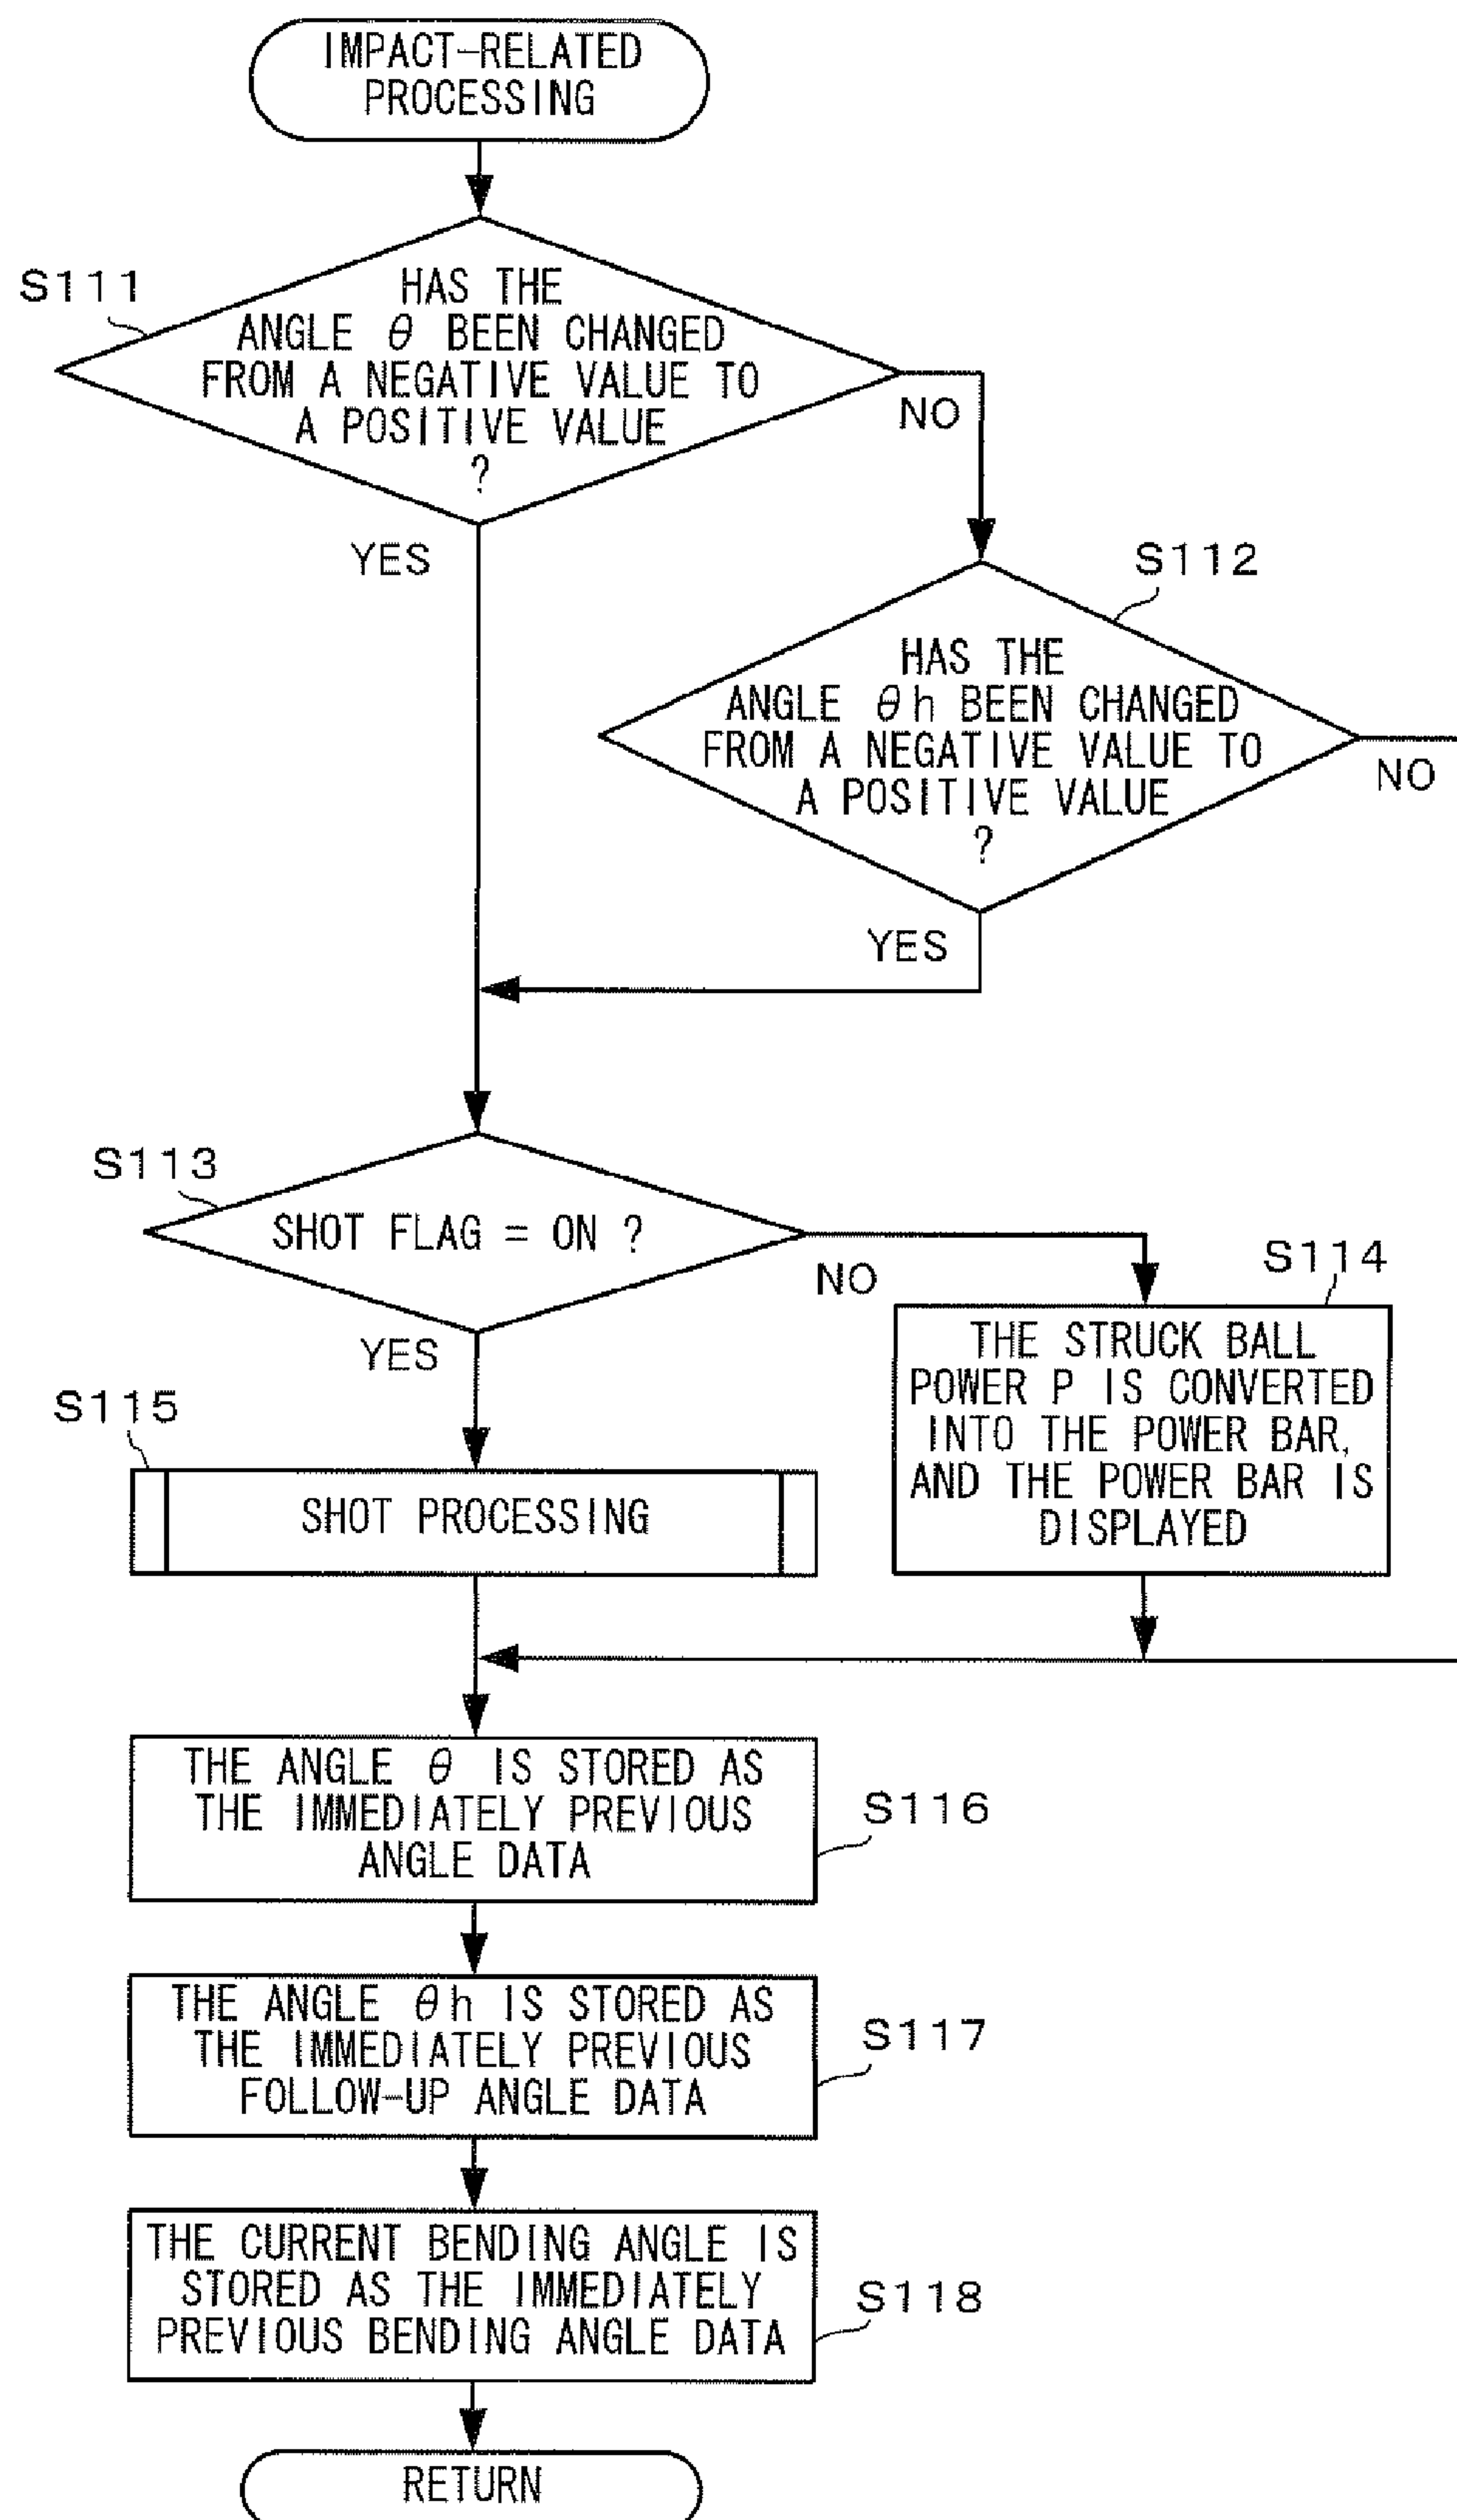 IMPACT-RELATED
PROCESSING
S111
HAS THE
ANGLE θ BEEN CHANGED
FROM A NEGATIVE VALUE TO
A POSITIVE VALUE
?
NO
YES
S112
HAS THE
ANGLE θh BEEN CHANGED
FROM A NEGATIVE VALUE TO
A POSITIVE VALUE
?
NO
YES
S113
SHOT FLAG = ON ?
NO
YES
S114
THE STRUCK BALL
POWER P IS CONVERTED
INTO THE POWER BAR,
AND THE POWER BAR IS
DISPLAYED
S115
SHOT PROCESSING
THE ANGLE θ IS STORED AS
THE IMMEDIATELY PREVIOUS
ANGLE DATA
S116
THE ANGLE θh IS STORED AS
THE IMMEDIATELY PREVIOUS
FOLLOW-UP ANGLE DATA
S117
THE CURRENT BENDING ANGLE IS
STORED AS THE IMMEDIATELY
PREVIOUS BENDING ANGLE DATA
S118
RETURN